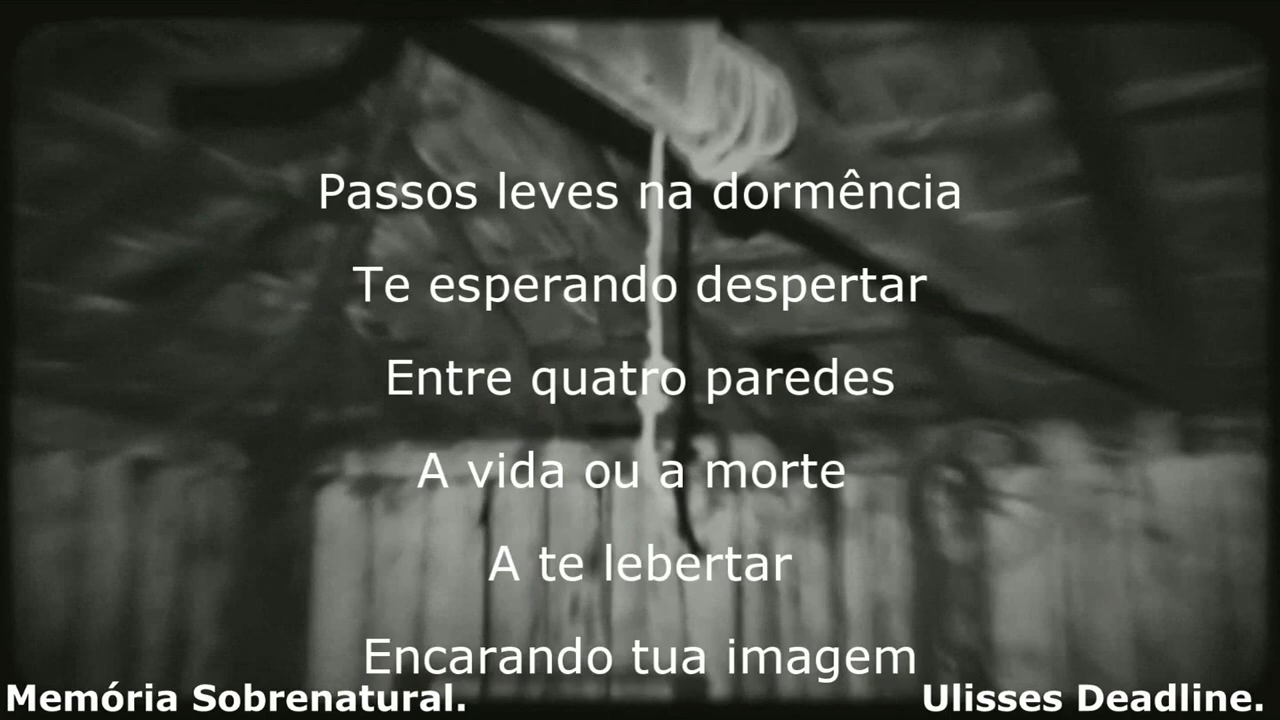 Passos leves na dormência
Te esperando despertar
Entre quatro paredes
A vida ou a morte
A te lebertar
Encarando tua imagem
Memória Sobrenatural.
Ulisses Deadline.